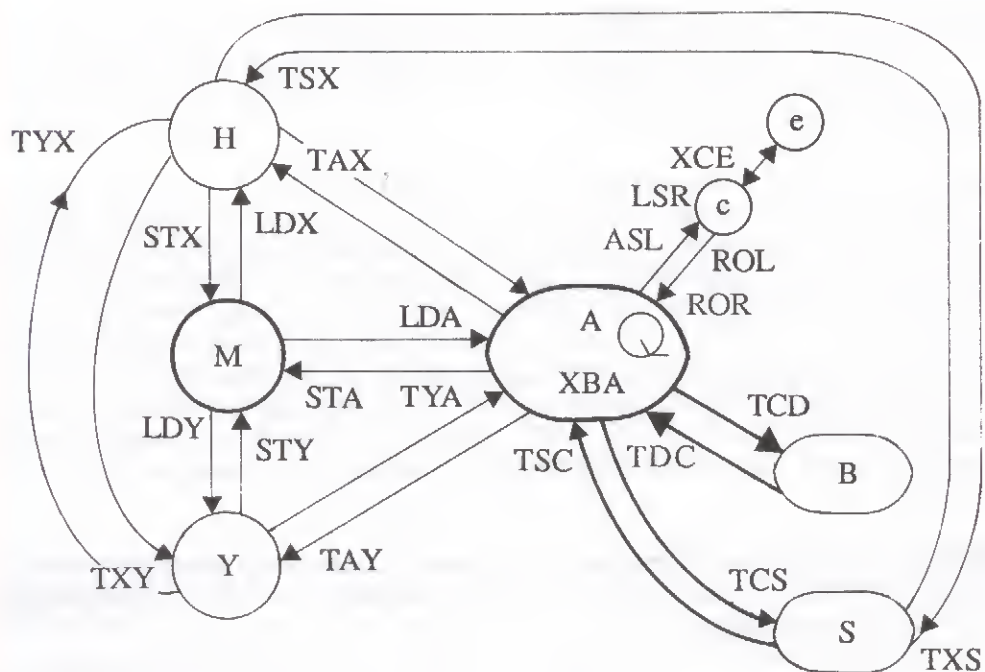 TSX
H
TYX
TAX
e
XCE
LSR
c
STX
LDX
ASL
ROL
ROR
LDA
A
M
XBA
STA
TYA
LDY
STY
TCD
TSC
TDC
B
TXY
Y
TAY
TCS
S
TXS